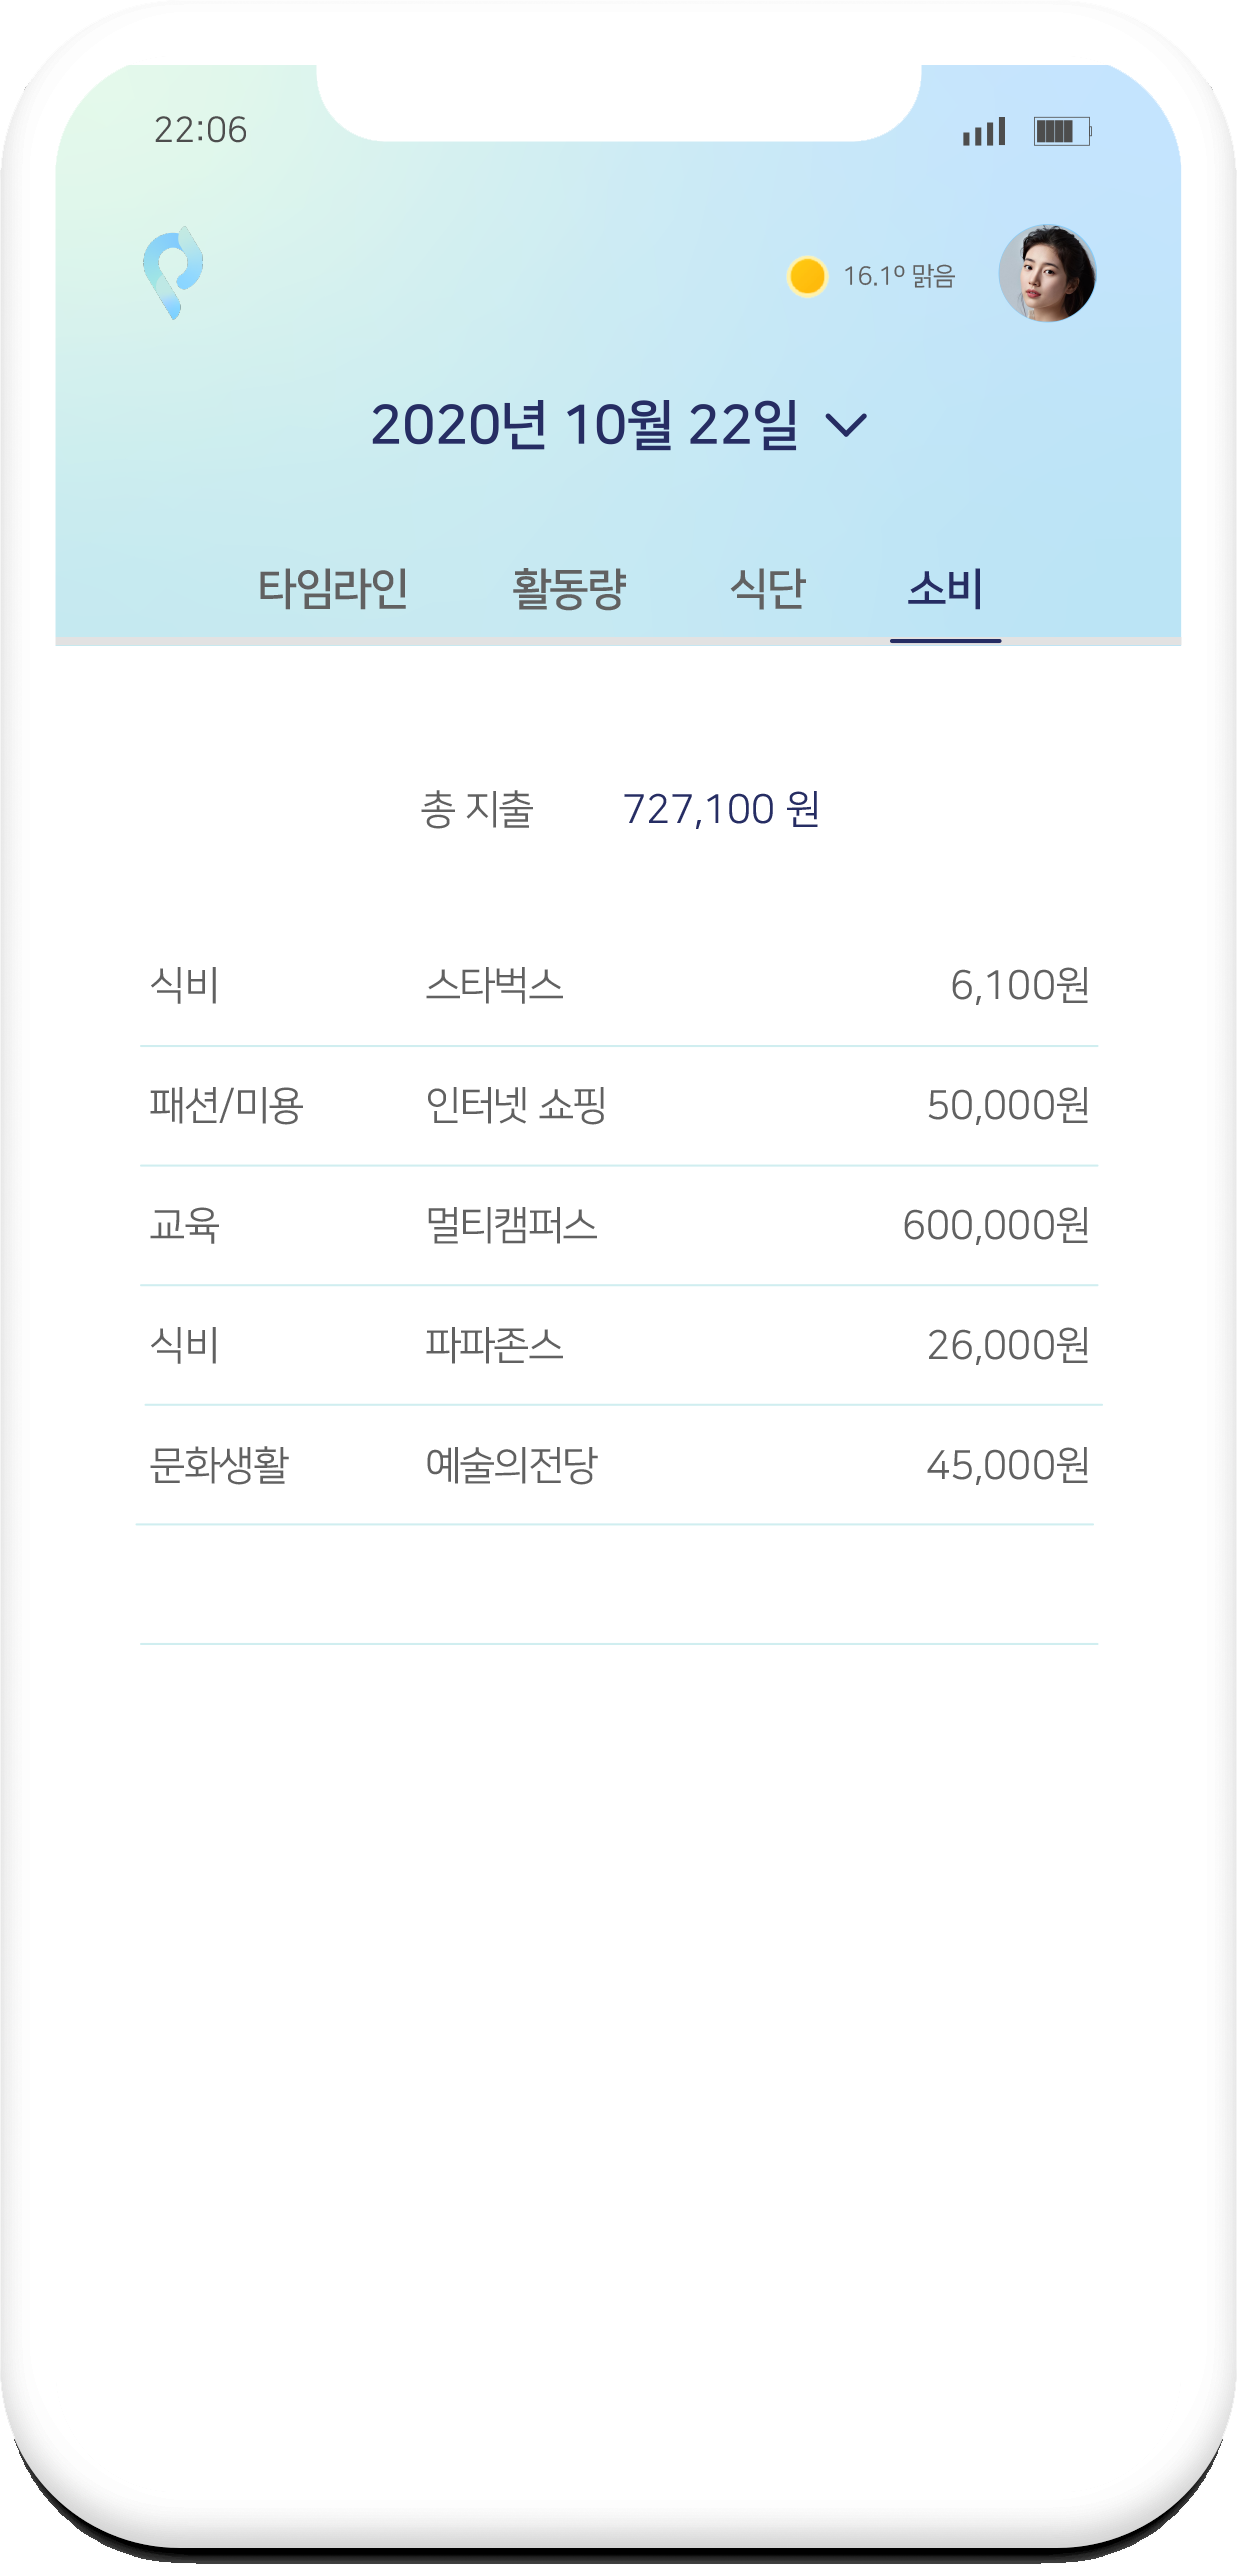 22:06
16.1º 맑음
2020년 10월 22일
타임라인 활동량 식단 소비
총 지출 727,100 원
식비 스타벅스 6,100원
패션/미용 인터넷 쇼핑 50,000원
교육 멀티캠퍼스 600,000원
식비 파파존스 26,000원
문화생활 예술의전당 45,000원